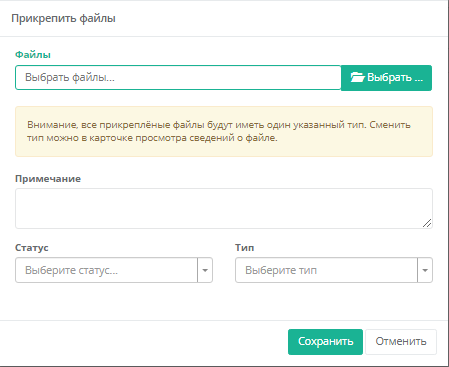 Прикрепить файлы
Файлы
Выбрать файлы...
Выбрать ...
Внимание, все прикреплёные файлы будут иметь один указанный тип. Сменить
тип можно в карточке просмотра сведений о файле.
Примечание
Статус
Тип
Выберите статус...
Выберите тип
Сохранить
Отменить